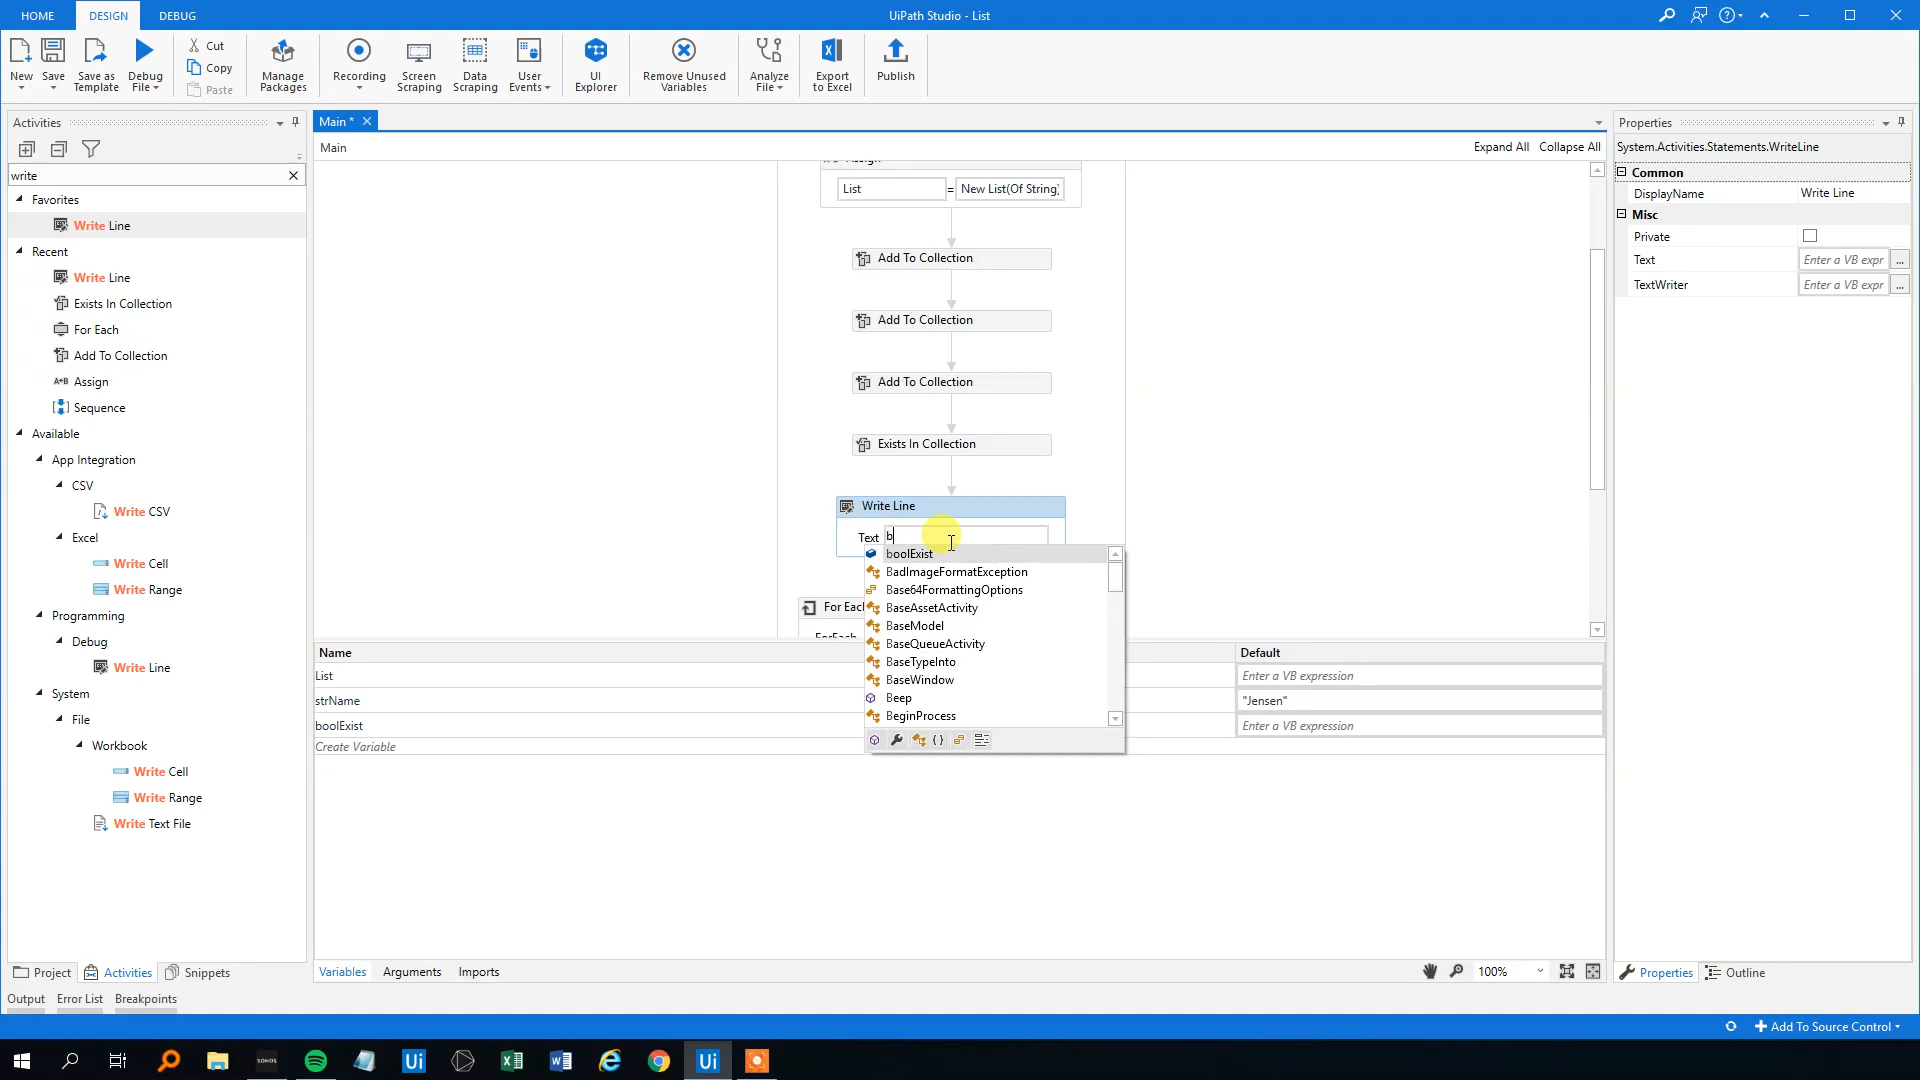 HOME
DESIGN
DEBUG
UiPath Studio - List
New
Save
Save as
Template
Debug
File
Cut
Copy
Paste
Manage
Packages
Recording
Screen
Scraping
Data
Scraping
User
Events
UI
Explorer
Remove Unused
Variables
Analyze
File
Export
to Excel
Publish
Activities
write
Favorites
Write Line
Recent
Write Line
Exists In Collection
For Each
Add To Collection
A+B Assign
Sequence
Available
App Integration
CSV
Write CSV
Excel
Write Cell
Write Range
Programming
Debug
Write Line
System
File
Workbook
Write Cell
Write Range
Write Text File
Project
Activities
Snippets
Main *
Main
Expand All
Collapse All
Assign
List = New List(Of String)
Add To Collection
Add To Collection
Add To Collection
Exists In Collection
Write Line
Text b
boolExist
BadImageFormatException
Base64FormattingOptions
BaseAssetActivity
BaseModel
BaseQueueActivity
BaseTypeInto
BaseWindow
Beep
BeginProcess
For Each
ForEach
Name
Default
List
Enter a VB expression
strName
"Jensen"
boolExist
Enter a VB expression
Create Variable
Variables
Arguments
Imports
100%
Properties
System.Activities.Statements.WriteLine
Common
DisplayName
Write Line
Misc
Private
Text
Enter a VB expr
...
TextWriter
Enter a VB expr
...
Properties
Outline
Output
Error List
Breakpoints
Add To Source Control
SONOS
Ui
Ui